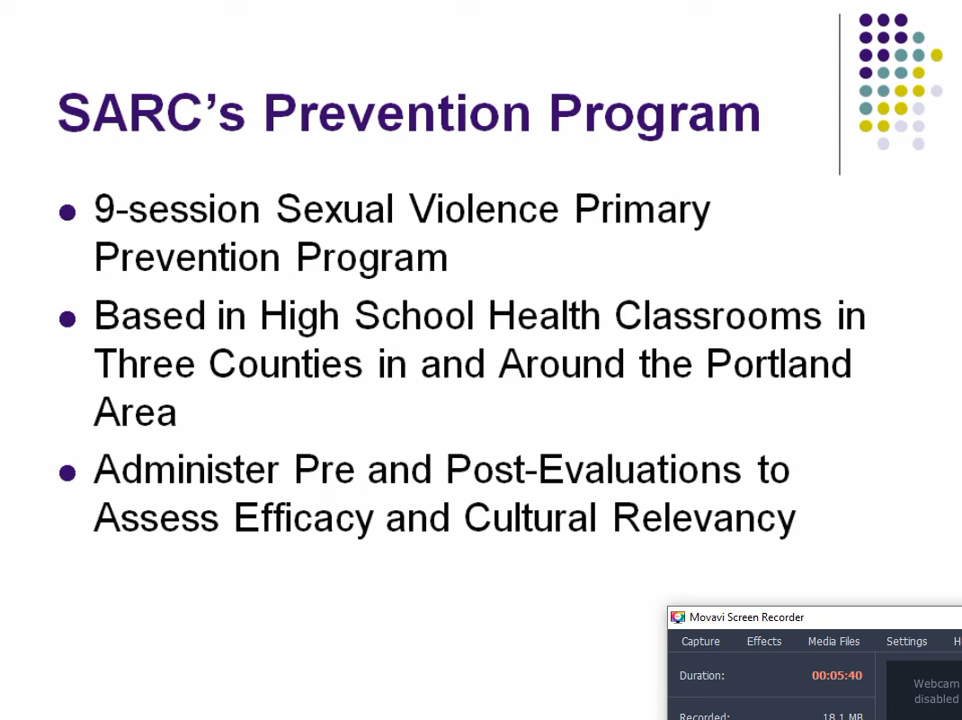 SARC's Prevention Program
9-session Sexual Violence Primary
Prevention Program
Based in High School Health Classrooms in
Three Counties in and Around the Portland
Area
Administer Pre and Post-Evaluations to
Assess Efficacy and Cultural Relevancy
Movavi Screen Recorder
Capture Effects Media Files Settings H
Duration: 00:05:40
Webcam
disabled
Recorded: 18.1 MB